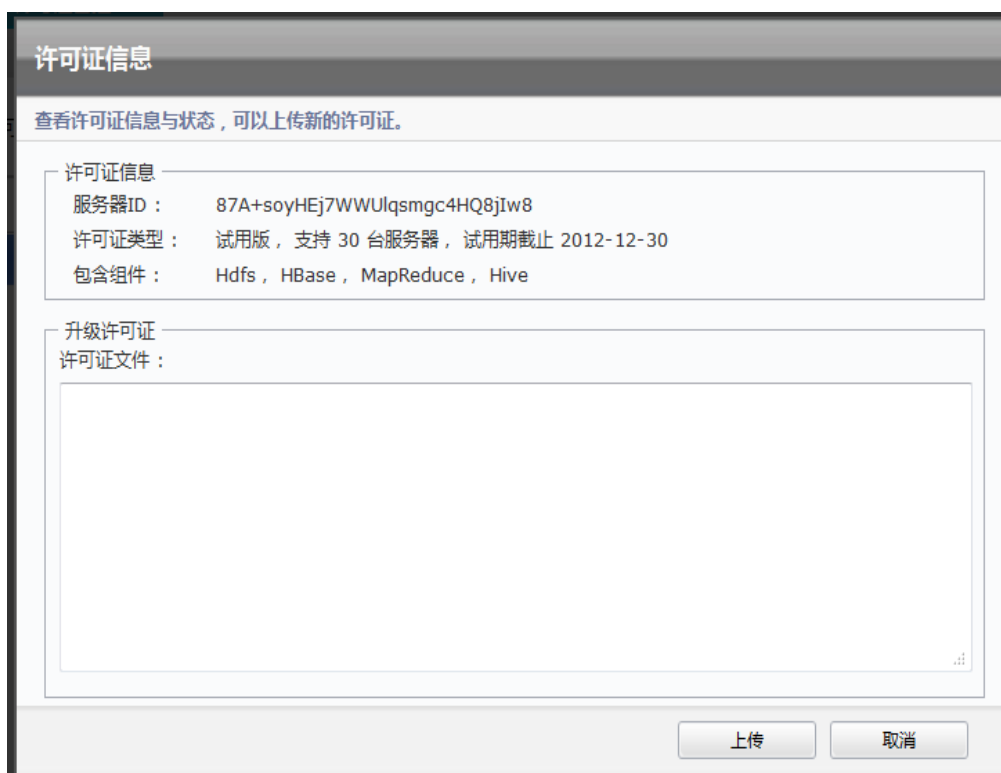 许可证信息
查看许可证信息与状态，可以上传新的许可证。
许可证信息
服务器ID： 87A+soyHEj7WWUlqsmgc4HQ8jIw8
许可证类型： 试用版， 支持 30 台服务器， 试用期截止 2012-12-30
包含组件： Hdfs， HBase， MapReduce， Hive
升级许可证
许可证文件：
上传 取消